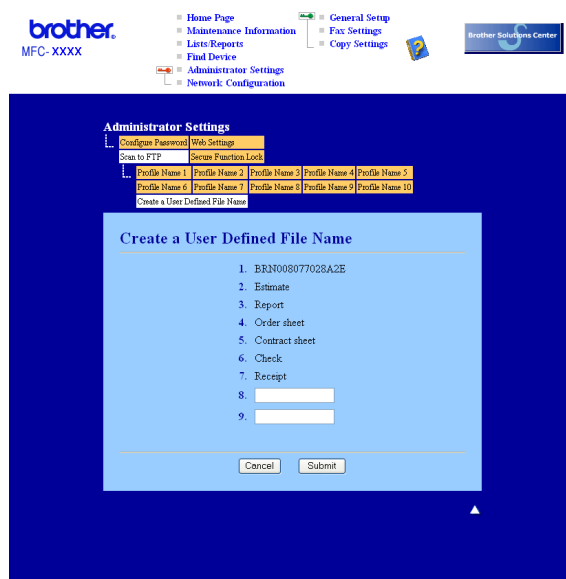 brother.
MFC- XXXX
Home Page
Maintenance Information
Lists/Reports
Find Device
Administrator Settings
Network Configuration
General Setup
Fax Settings
Copy Settings
?
Brother Solutions Center
Administrator Settings
Configure Password Web Settings
Scan to FTP Secure Function Lock
Profile Name 1 Profile Name 2 Profile Name 3 Profile Name 4 Profile Name 5
Profile Name 6 Profile Name 7 Profile Name 8 Profile Name 9 Profile Name 10
Create a User Defined File Name
Create a User Defined File Name
1. BRN008077028A2E
2. Estimate
3. Report
4. Order sheet
5. Contract sheet
6. Check
7. Receipt
8.
9.
Cancel Submit